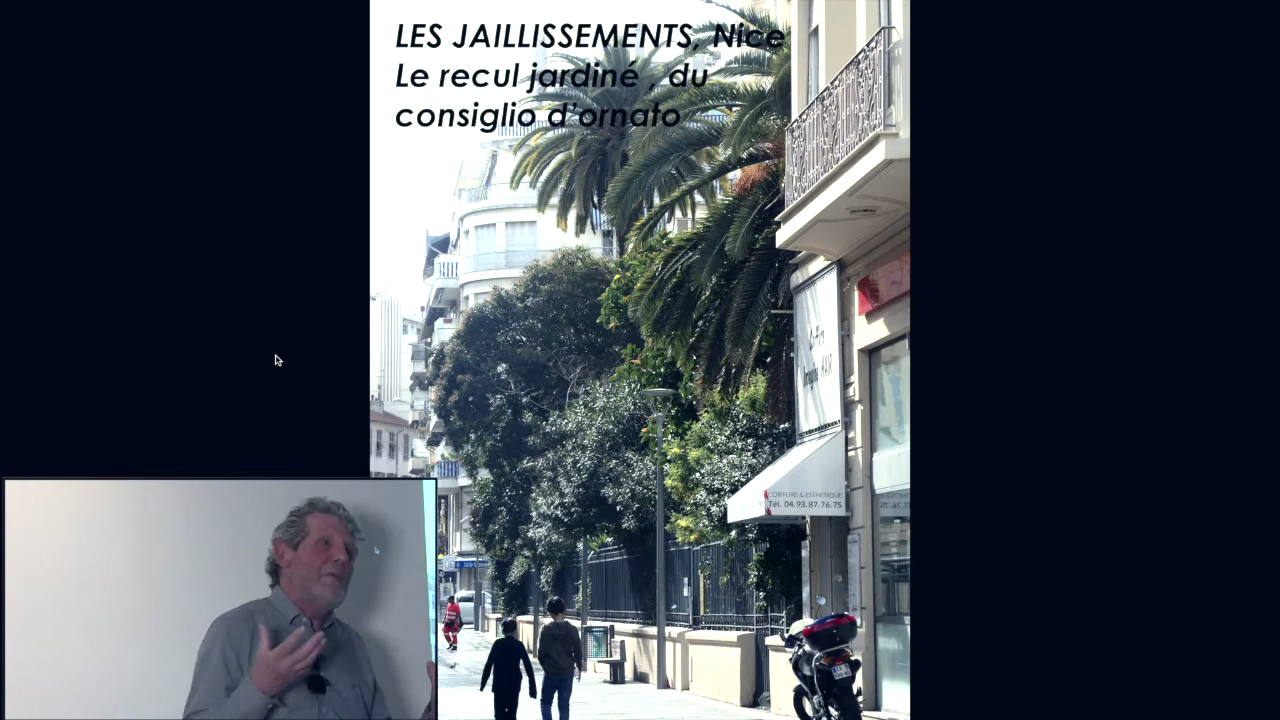 LES JAILLISSEMENTS, Nice
Le recul jardiné , du
consiglio d'ornato
COIFFURE & ESTHETIQUE
Tél. 04.93.87.76.75